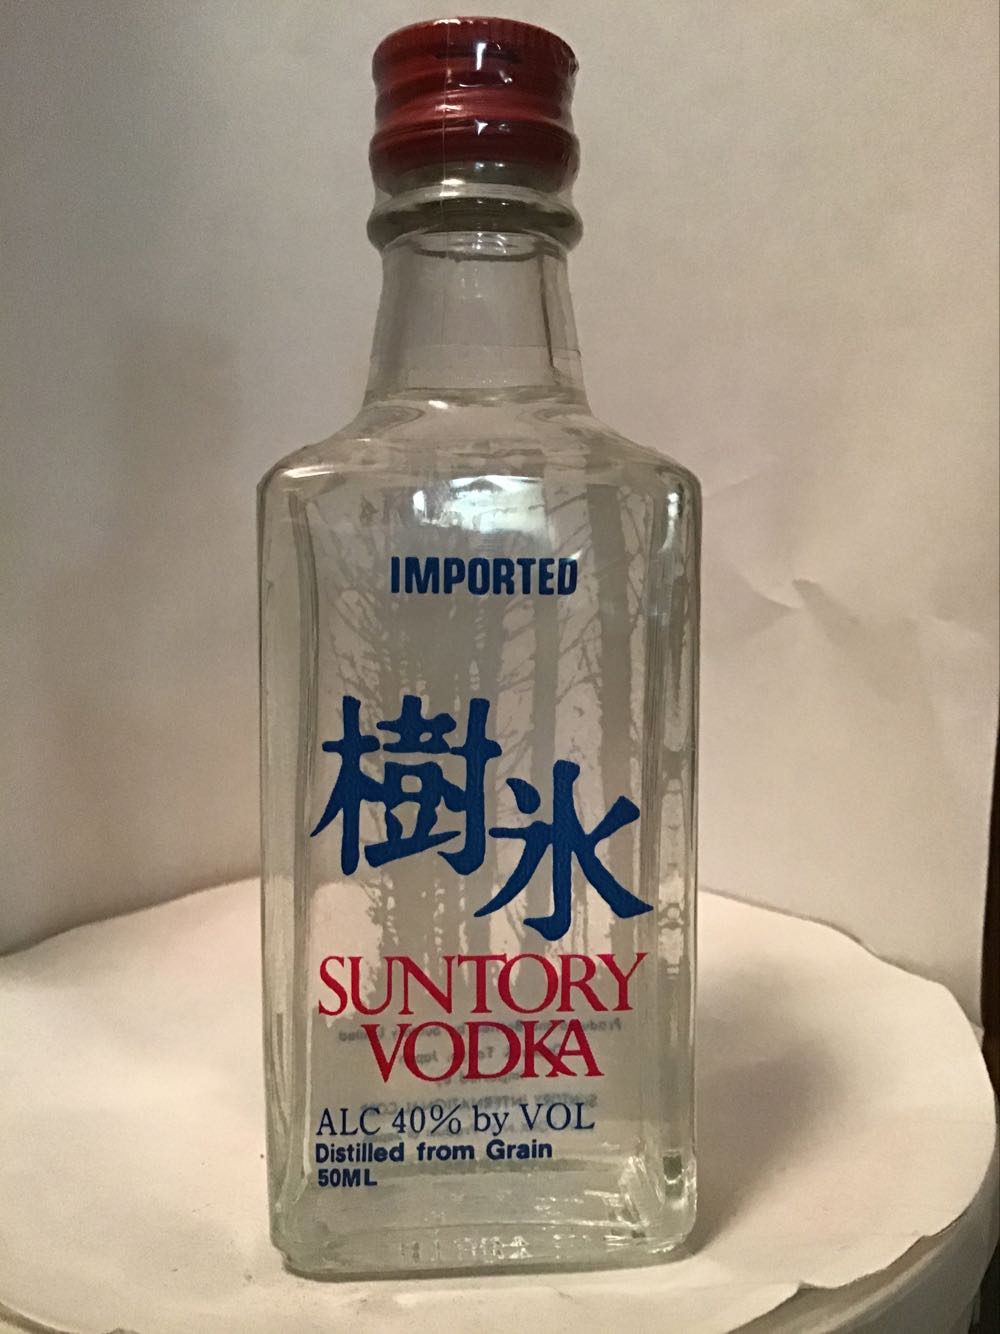 IMPORTED
樹氷
SUNTORY
VODKA
ALC 40% by VOL
Distilled from Grain
50ML